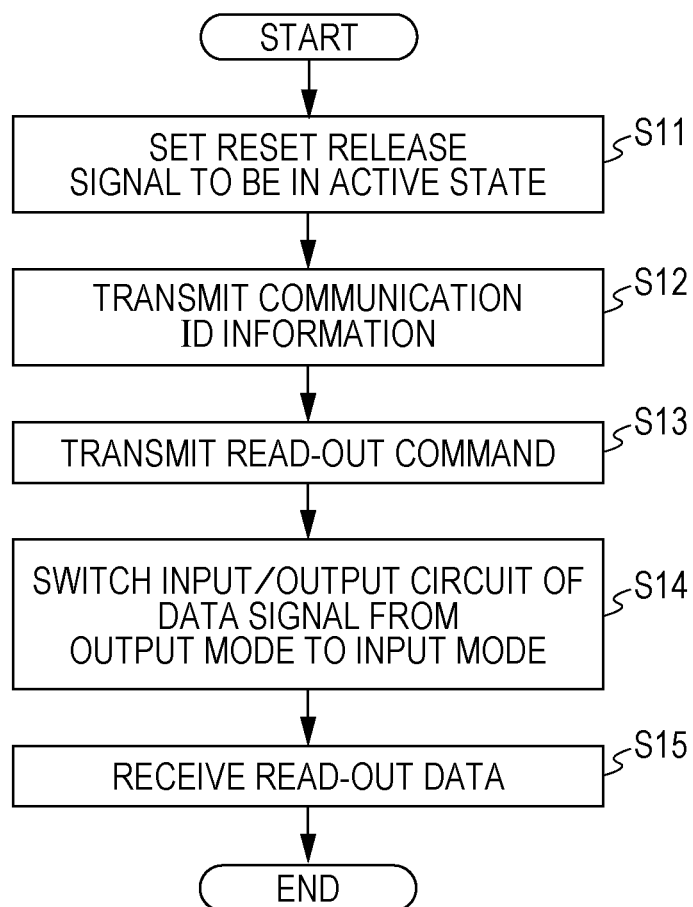 START
SET RESET RELEASE
SIGNAL TO BE IN ACTIVE STATE
S11
TRANSMIT COMMUNICATION
ID INFORMATION
S12
TRANSMIT READ-OUT COMMAND
S13
SWITCH INPUT/OUTPUT CIRCUIT OF
DATA SIGNAL FROM
OUTPUT MODE TO INPUT MODE
S14
RECEIVE READ-OUT DATA
S15
END